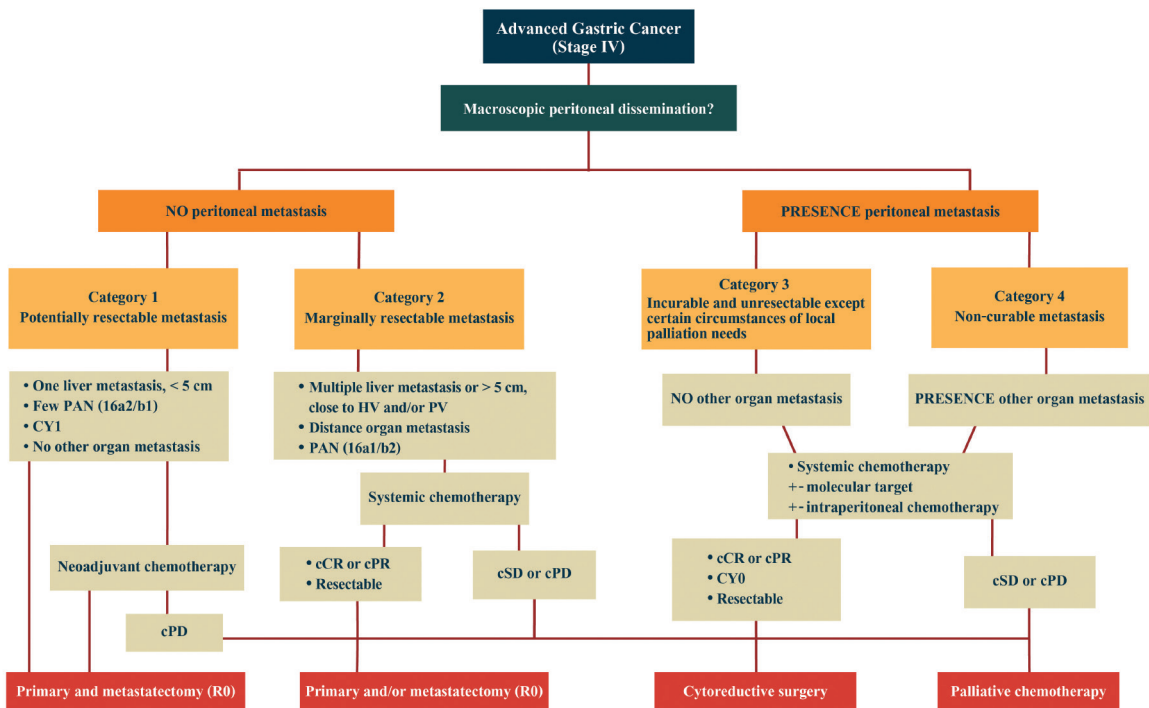 Advanced Gastric Cancer
(Stage IV)
Macroscopic peritoneal dissemination?
NO peritoneal metastasis
PRESENCE peritoneal metastasis
Category 1
Potentially resectable metastasis
Category 2
Marginally resectable metastasis
Category 3
Incurable and unresectable except
certain circumstances of local
palliation needs
Category 4
Non-curable metastasis
• One liver metastasis, < 5 cm
• Few PAN (16a2/b1)
• CY1
• No other organ metastasis
• Multiple liver metastasis or > 5 cm,
close to HV and/or PV
• Distance organ metastasis
• PAN (16a1/b2)
NO other organ metastasis
PRESENCE other organ metastasis
Systemic chemotherapy
• Systemic chemotherapy
+- molecular target
+- intraperitoneal chemotherapy
Neoadjuvant chemotherapy
• cCR or cPR
• Resectable
cSD or cPD
• cCR or cPR
• CY0
• Resectable
cSD or cPD
cPD
Primary and metastatectomy (R0)
Primary and/or metastatectomy (R0)
Cytoreductive surgery
Palliative chemotherapy